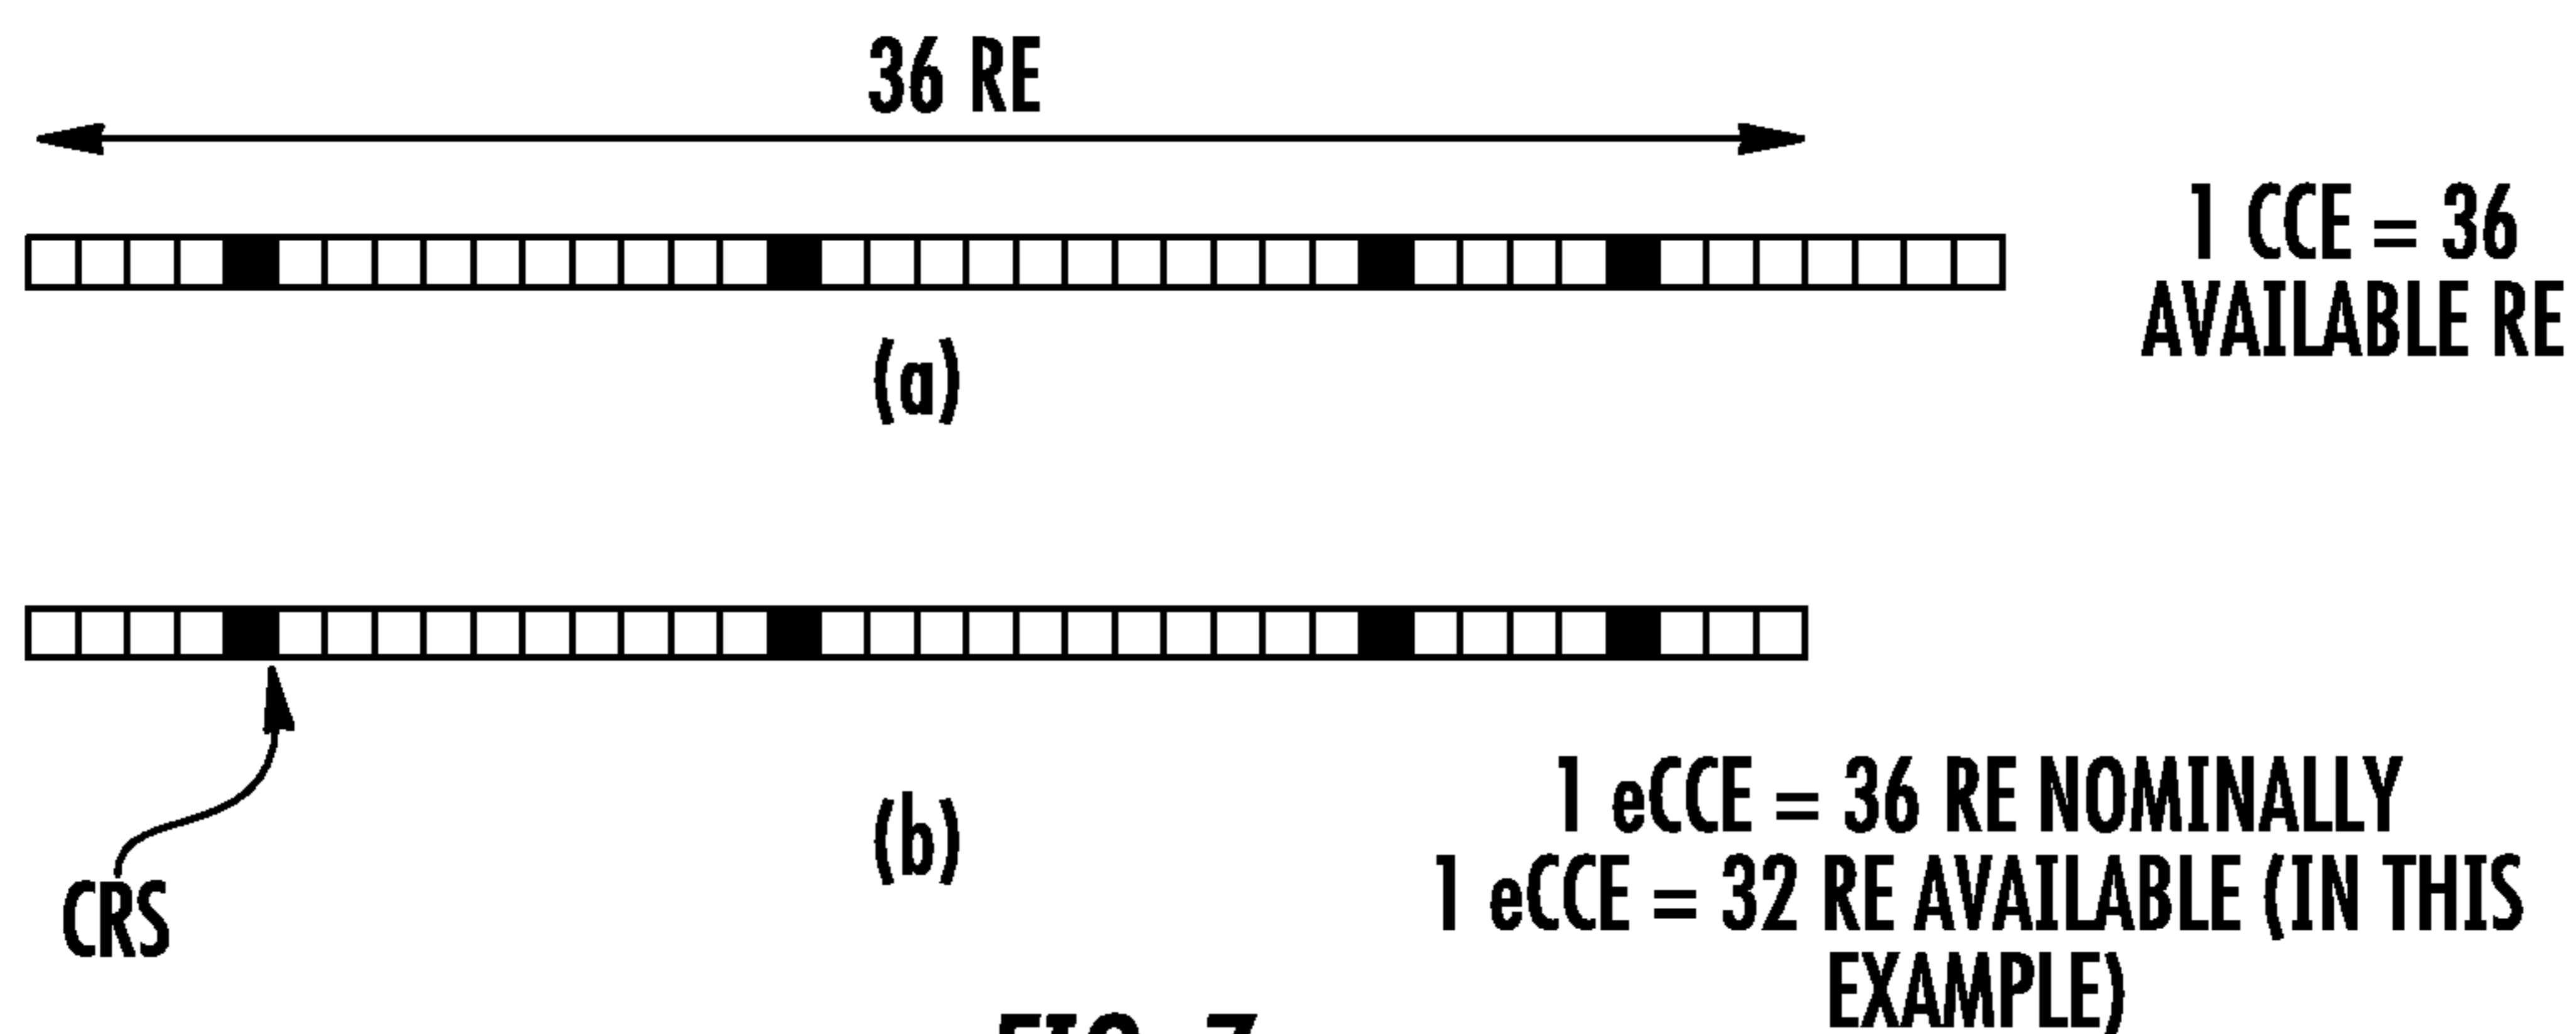 36 RE
1 CCE = 36
AVAILABLE RE
(a)
(b)
CRS
1 eCCE = 36 RE NOMINALLY
1 eCCE = 32 RE AVAILABLE (IN THIS
EXAMPLE)